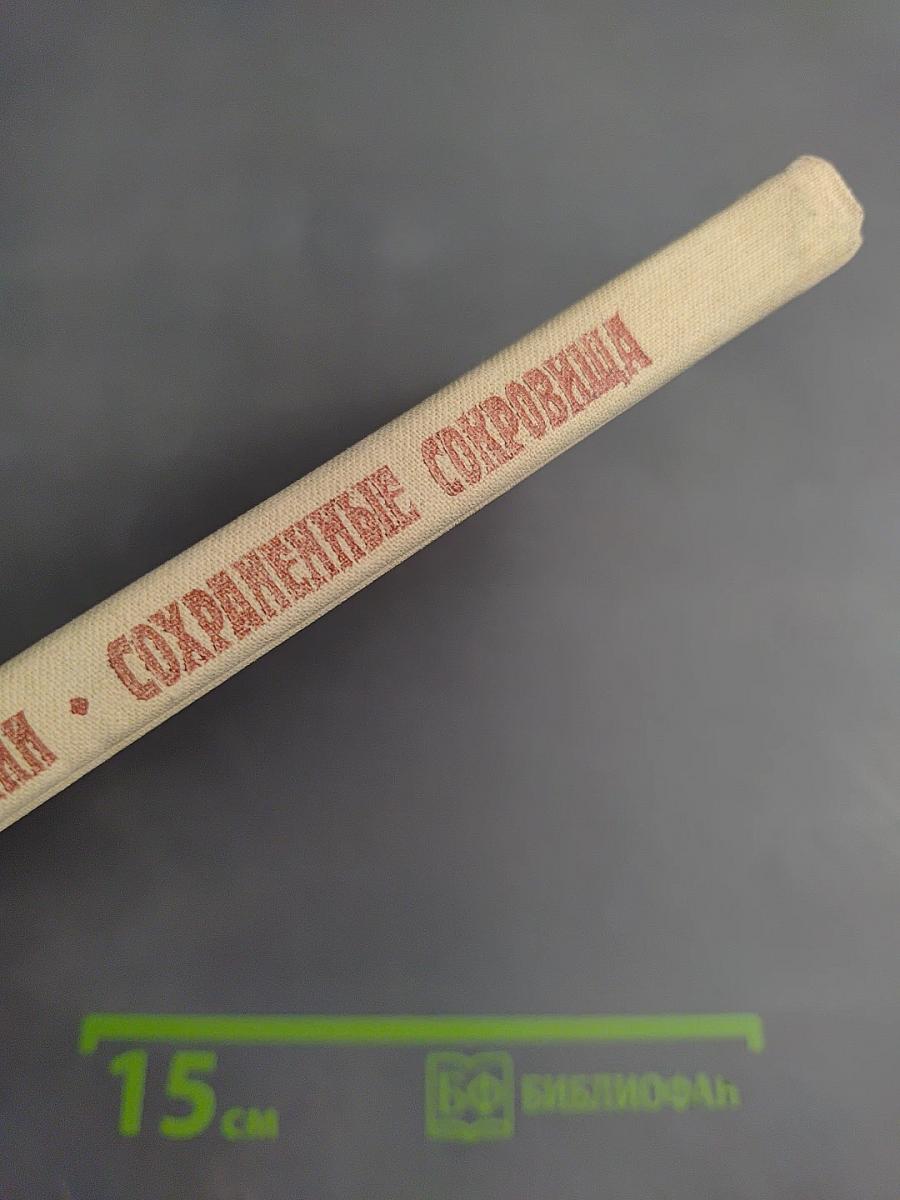 • СОХРАНЕННЫЕ СОКРОВИЩА
15 см
БФ БИБЛИОФАН